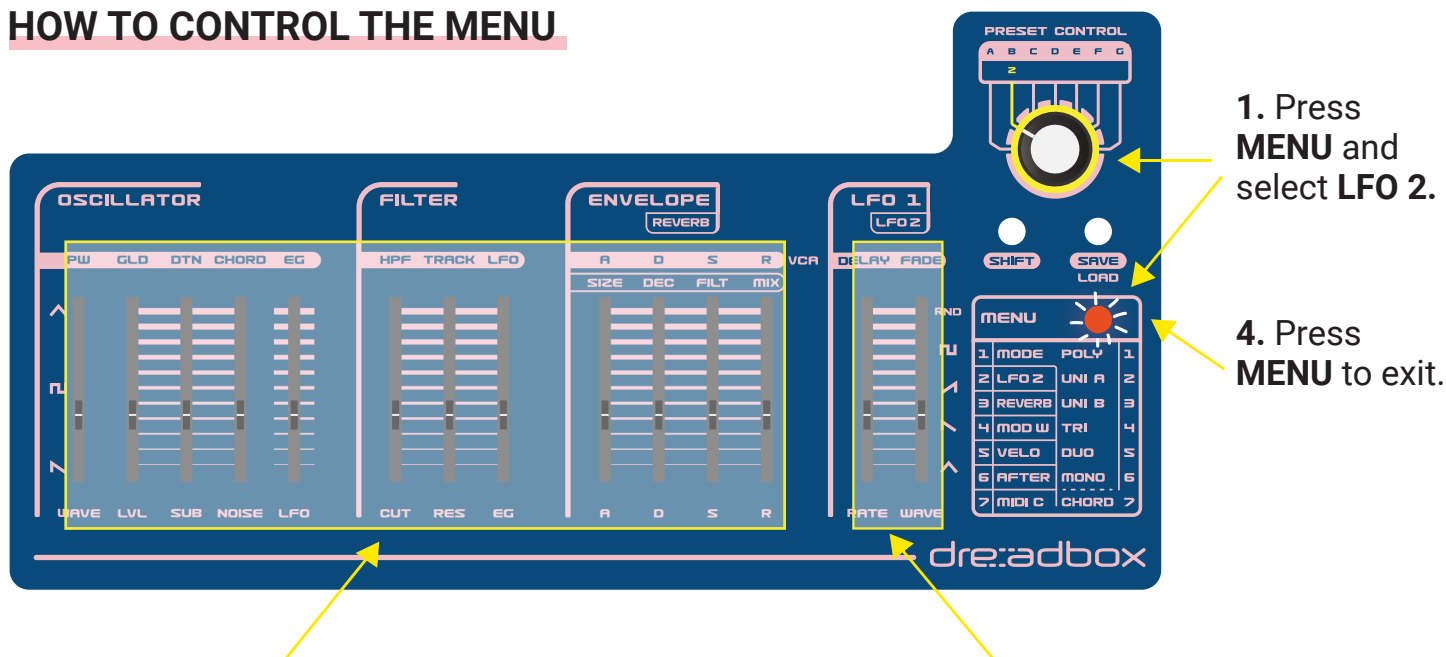 HOW TO CONTROL THE MENU
PRESET CONTROL
A B C D E F G
2
1. Press
MENU and
select LFO 2.
OSCILLATOR
FILTER
ENVELOPE
REVERB
LFO 1
LFO 2
SHIFT
SAVE
LOAD
PW GLD DTN CHORD EG
HPF TRACK LFO
A D S R VCA
DELAY FADE
SIZE DEC FILT MIX
RND
MENU
4. Press
MENU to exit.
1 MODE POLY 1
2 LFO 2 UNI A 2
3 REVERB UNI B 3
4 MOD W TRI 4
5 VELO DUO 5
6 AFTER MONO 6
7 MIDI C CHORD 7
WAVE LVL SUB NOISE LFO
CUT RES EG
A D S R
RATE WAVE
dre:adbox